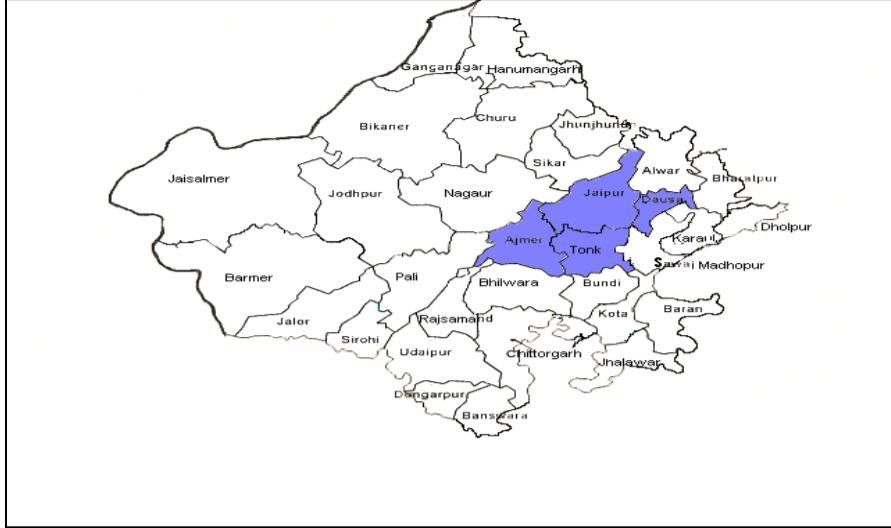 Ganganagar
Hanumangarh
Bikaner
Churu
Jhunjhunu
Sikar
Alwar
Bharatpur
Jaisalmer
Jodhpur
Nagaur
Jaipur
Dausa
Dholpur
Ajmer
Tonk
Karauli
Sawai Madhopur
Barmer
Pali
Bhilwara
Bundi
Jalor
Sirohi
Rajsamand
Kota
Baran
Udaipur
Chittorgarh
Jhalawar
Dungarpur
Banswara